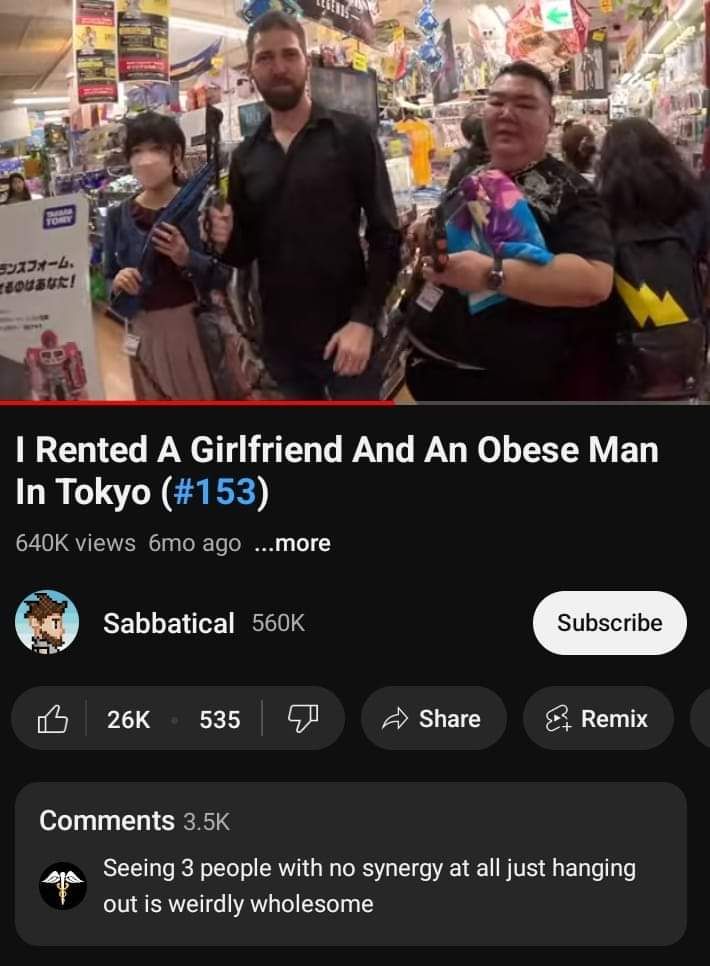 LEGENDS
TAKARA
TOMY
ランスフォーム、
するのはあなた!
I Rented A Girlfriend And An Obese Man
In Tokyo (#153)
640K views 6mo ago ...more
Sabbatical 560K
Subscribe
26K 535 Share Remix
Comments 3.5K
Seeing 3 people with no synergy at all just hanging
out is weirdly wholesome